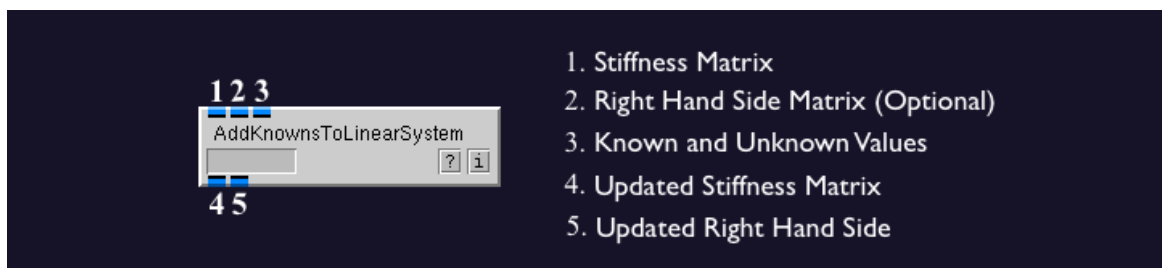 1 2 3
AddKnownsToLinearSystem
? i
4 5
1. Stiffness Matrix
2. Right Hand Side Matrix (Optional)
3. Known and Unknown Values
4. Updated Stiffness Matrix
5. Updated Right Hand Side